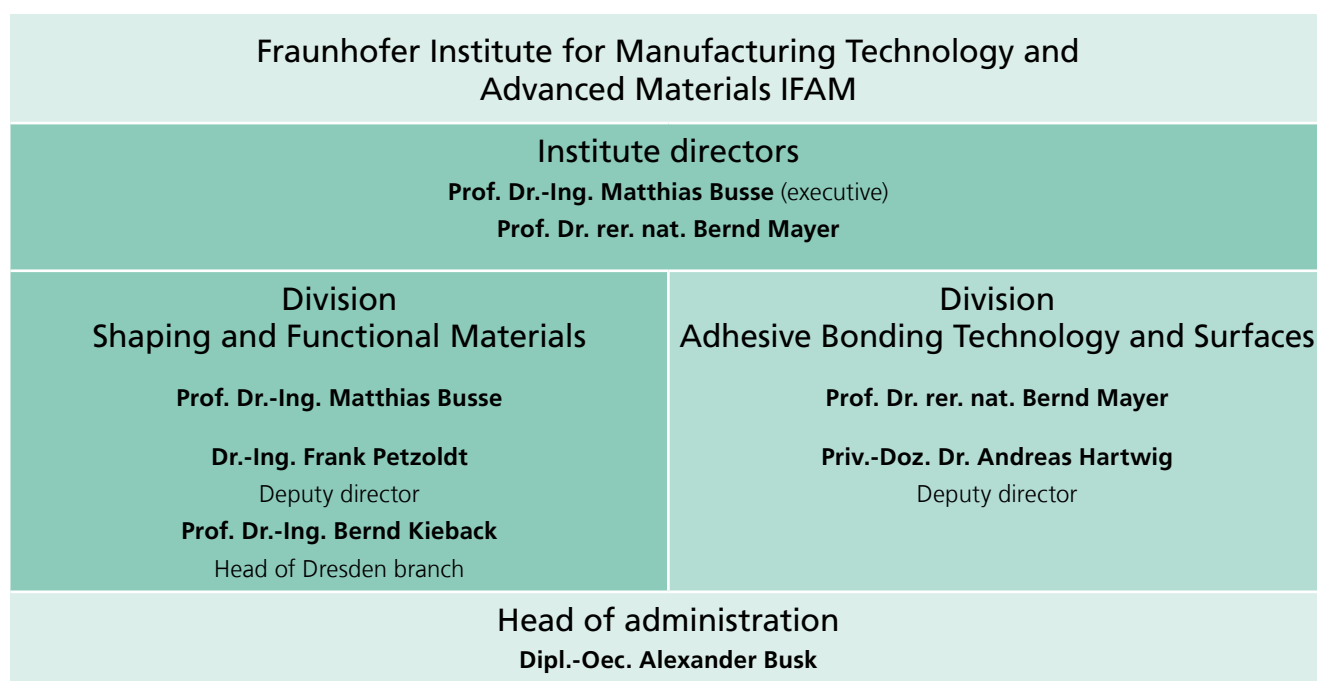 Fraunhofer Institute for Manufacturing Technology and
Advanced Materials IFAM
Institute directors
Prof. Dr.-Ing. Matthias Busse (executive)
Prof. Dr. rer. nat. Bernd Mayer
Division
Shaping and Functional Materials
Prof. Dr.-Ing. Matthias Busse
Dr.-Ing. Frank Petzoldt
Deputy director
Prof. Dr.-Ing. Bernd Kieback
Head of Dresden branch
Division
Adhesive Bonding Technology and Surfaces
Prof. Dr. rer. nat. Bernd Mayer
Priv.-Doz. Dr. Andreas Hartwig
Deputy director
Head of administration
Dipl.-Oec. Alexander Busk